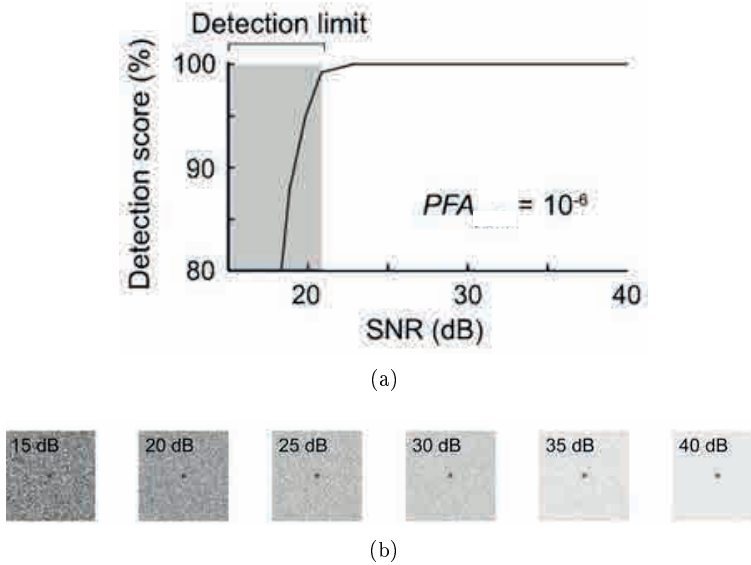 Detection limit
Detection score (%)
100
90
80
PFA = 10⁻⁶
20 30 40
SNR (dB)
(a)
15 dB 20 dB 25 dB 30 dB 35 dB 40 dB
(b)